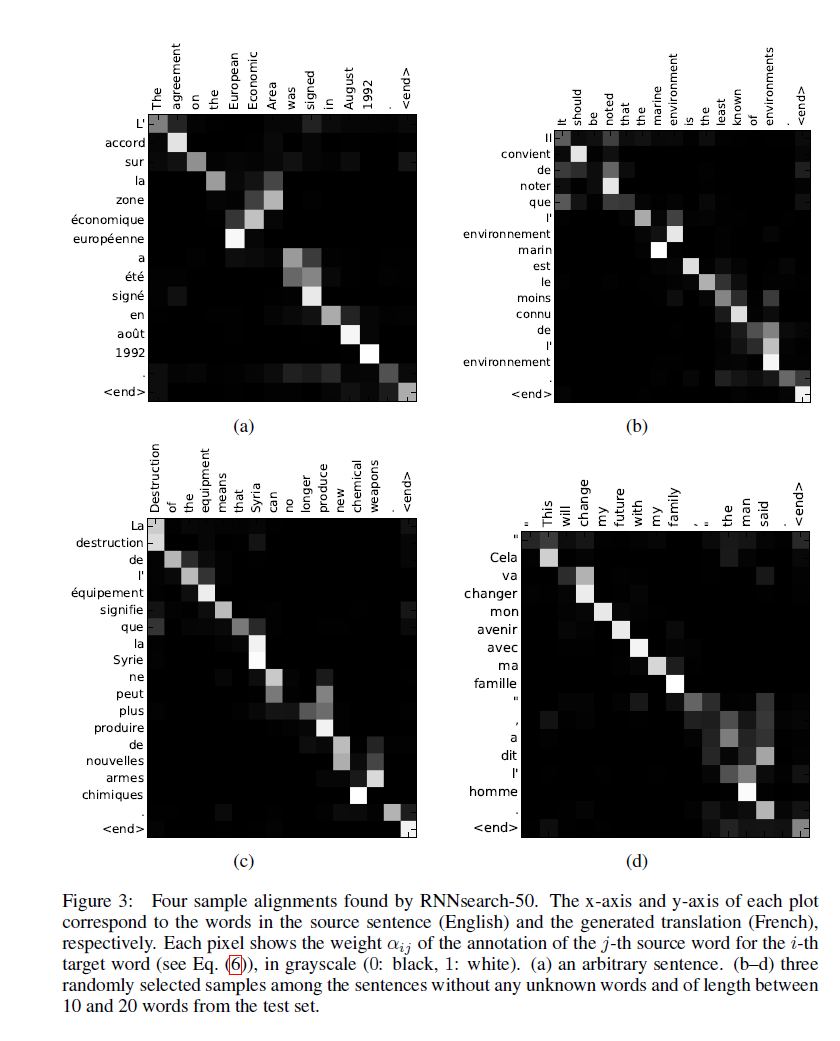 The
agreement
on
the
European
Economic
Area
was
signed
in
August
1992
.
<end>
L'
accord
sur
la
zone
économique
européenne
a
été
signé
en
août
1992
.
<end>
(a)
It
should
be
noted
that
the
marine
environment
is
the
least
known
of
environments
.
<end>
Il
convient
de
noter
que
l'
environnement
marin
est
le
moins
connu
de
l'
environnement
.
<end>
(b)
Destruction
of
the
equipment
means
that
Syria
can
no
longer
produce
new
chemical
weapons
.
<end>
La
destruction
de
l'
équipement
signifie
que
la
Syrie
ne
peut
plus
produire
de
nouvelles
armes
chimiques
.
<end>
(c)
"
This
will
change
my
future
with
my
family
,
"
the
man
said
.
<end>
"
Cela
va
changer
mon
avenir
avec
ma
famille
"
,
a
dit
l'
homme
.
<end>
(d)
Figure 3: Four sample alignments found by RNNsearch-50. The x-axis and y-axis of each plot
correspond to the words in the source sentence (English) and the generated translation (French),
respectively. Each pixel shows the weight αij of the annotation of the j-th source word for the i-th
target word (see Eq. (6)), in grayscale (0: black, 1: white). (a) an arbitrary sentence. (b–d) three
randomly selected samples among the sentences without any unknown words and of length between
10 and 20 words from the test set.